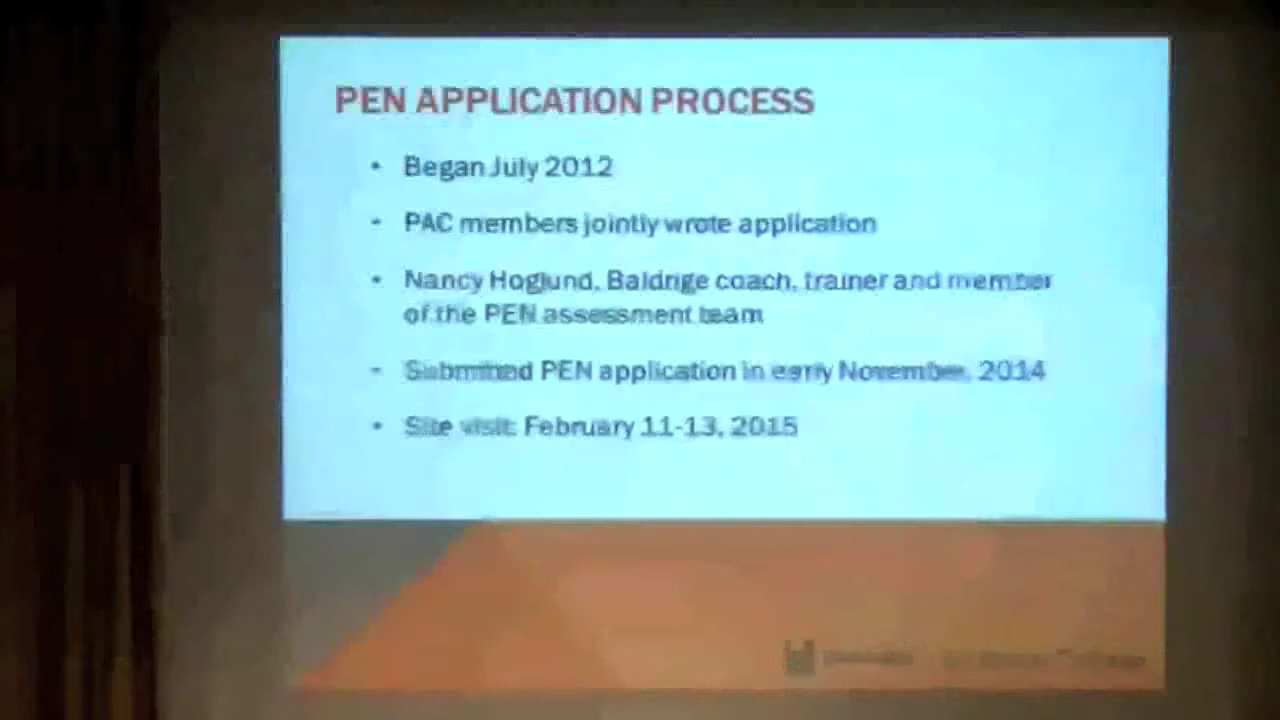 PEN APPLICATION PROCESS
• Began July 2012
• PAC members jointly wrote application
• Nancy Hoglund, Baldrige coach, trainer and member
of the PEN assessment team
• Submitted PEN application in early November, 2014
• Site visit: February 11-13, 2015